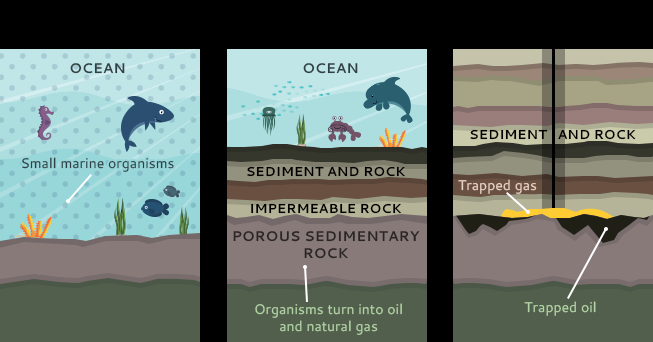 OCEAN
Small marine organisms
OCEAN
SEDIMENT AND ROCK
IMPERMEABLE ROCK
POROUS SEDIMENTARY
ROCK
Organisms turn into oil
and natural gas
SEDIMENT AND ROCK
Trapped gas
Trapped oil